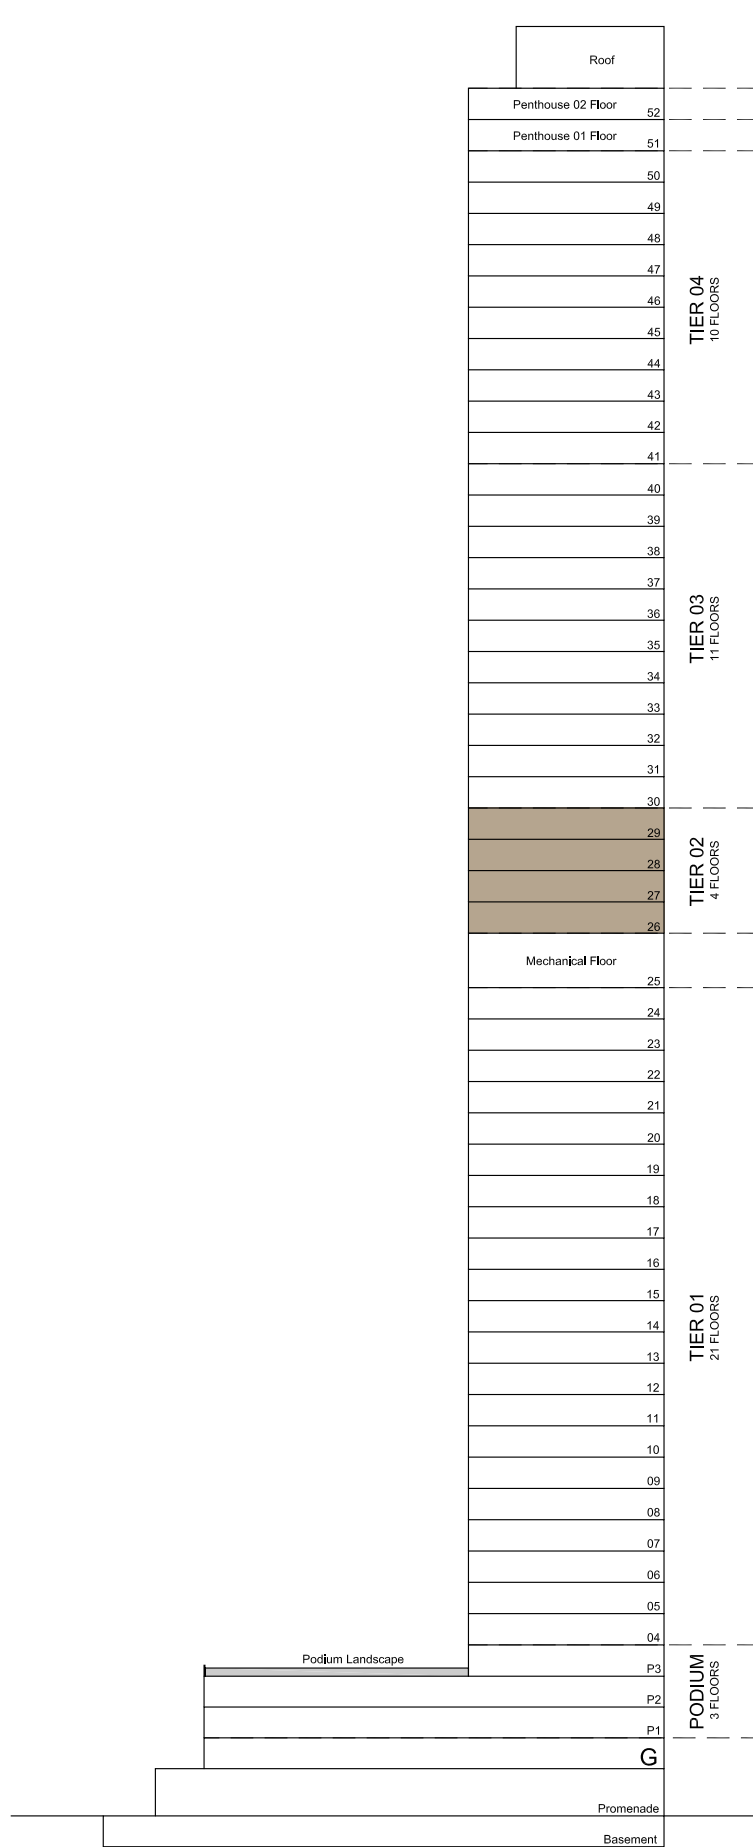 Roof
Penthouse 02 Floor
52
Penthouse 01 Floor
51
50
49
48
47
46
45
44
43
42
41
TIER 04
10 FLOORS
40
39
38
37
36
35
34
33
32
31
30
TIER 03
11 FLOORS
29
28
27
26
TIER 02
4 FLOORS
Mechanical Floor
25
24
23
22
21
20
19
18
17
16
15
14
13
12
11
10
09
08
07
06
05
04
TIER 01
21 FLOORS
Podium Landscape
P3
P2
P1
PODIUM
3 FLOORS
G
Promenade
Basement